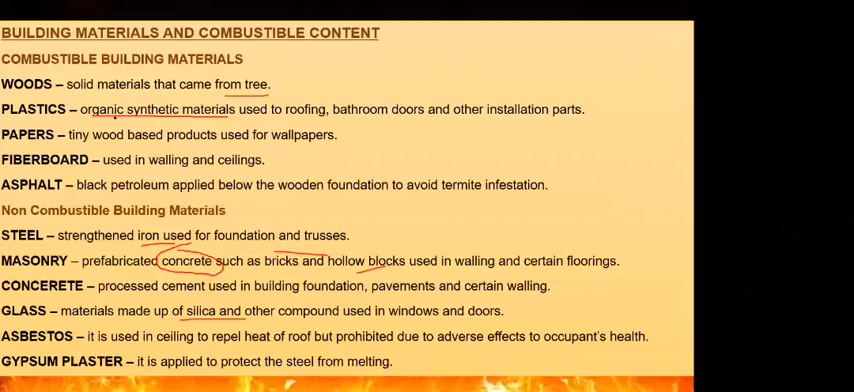 BUILDING MATERIALS AND COMBUSTIBLE CONTENT
COMBUSTIBLE BUILDING MATERIALS
WOODS – solid materials that came from tree.
PLASTICS – organic synthetic materials used to roofing, bathroom doors and other installation parts.
PAPERS – tiny wood based products used for wallpapers.
FIBERBOARD – used in walling and ceilings.
ASPHALT – black petroleum applied below the wooden foundation to avoid termite infestation.
Non Combustible Building Materials
STEEL – strengthened iron used for foundation and trusses.
MASONRY – prefabricated concrete such as bricks and hollow blocks used in walling and certain floorings.
CONCERETE – processed cement used in building foundation, pavements and certain walling.
GLASS – materials made up of silica and other compound used in windows and doors.
ASBESTOS – it is used in ceiling to repel heat of roof but prohibited due to adverse effects to occupant's health.
GYPSUM PLASTER – it is applied to protect the steel from melting.